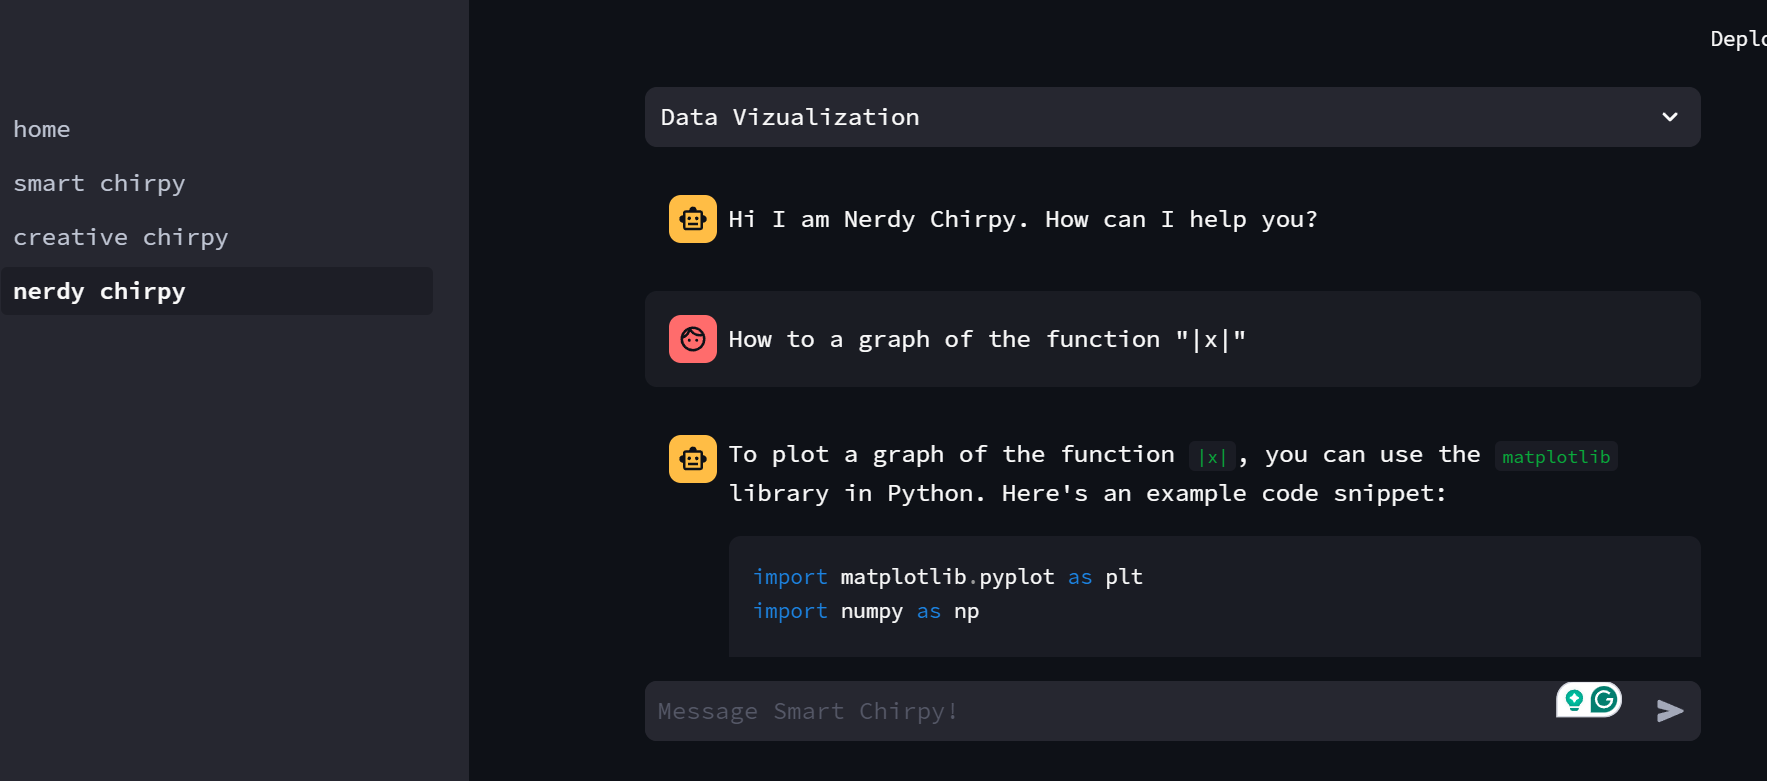 Deplo
home
smart chirpy
creative chirpy
nerdy chirpy
Data Vizualization
Hi I am Nerdy Chirpy. How can I help you?
How to a graph of the function "|x|"
To plot a graph of the function |x|, you can use the matplotlib
library in Python. Here's an example code snippet:
import matplotlib.pyplot as plt
import numpy as np
Message Smart Chirpy!